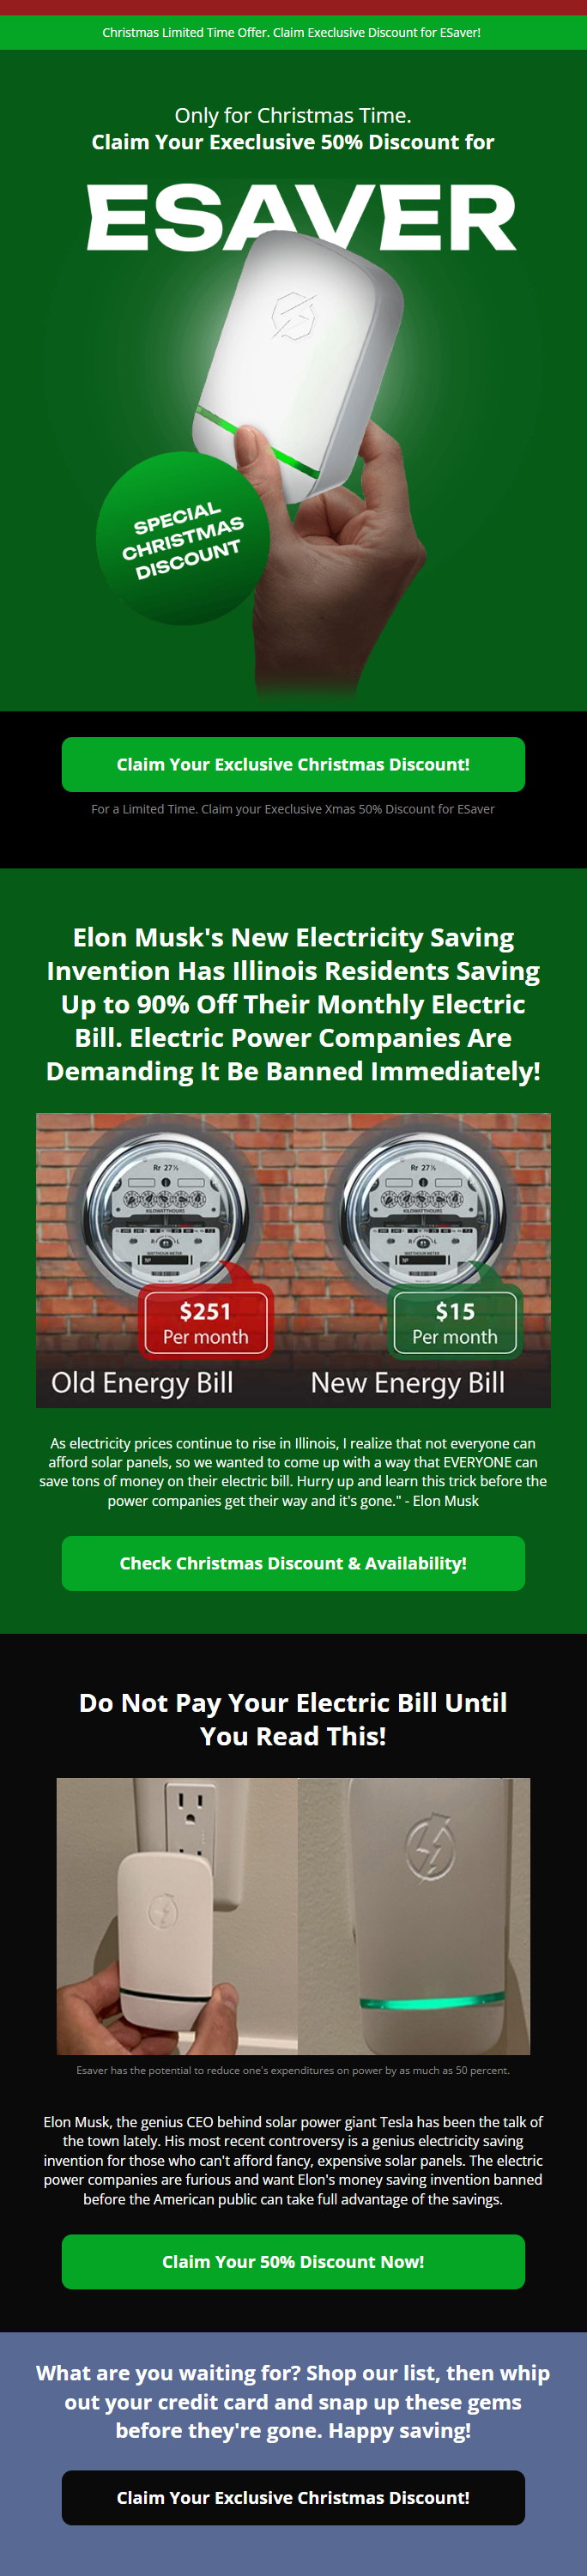 Christmas Limited Time Offer. Claim Execlusive Discount for ESaver!
Only for Christmas Time.
Claim Your Execlusive 50% Discount for
ESAVER
SPECIAL
CHRISTMAS
DISCOUNT
Claim Your Exclusive Christmas Discount!
For a Limited Time. Claim your Execlusive Xmas 50% Discount for ESaver
Elon Musk's New Electricity Saving
Invention Has Illinois Residents Saving
Up to 90% Off Their Monthly Electric
Bill. Electric Power Companies Are
Demanding It Be Banned Immediately!
Rr 27⅓
KILOWATTHOURS
$251
Per month
Old Energy Bill
Rr 27⅓
KILOWATTHOURS
$15
Per month
New Energy Bill
As electricity prices continue to rise in Illinois, I realize that not everyone can
afford solar panels, so we wanted to come up with a way that EVERYONE can
save tons of money on their electric bill. Hurry up and learn this trick before the
power companies get their way and it's gone." - Elon Musk
Check Christmas Discount & Availability!
Do Not Pay Your Electric Bill Until
You Read This!
Esaver has the potential to reduce one's expenditures on power by as much as 50 percent.
Elon Musk, the genius CEO behind solar power giant Tesla has been the talk of
the town lately. His most recent controversy is a genius electricity saving
invention for those who can't afford fancy, expensive solar panels. The electric
power companies are furious and want Elon's money saving invention banned
before the American public can take full advantage of the savings.
Claim Your 50% Discount Now!
What are you waiting for? Shop our list, then whip
out your credit card and snap up these gems
before they're gone. Happy saving!
Claim Your Exclusive Christmas Discount!